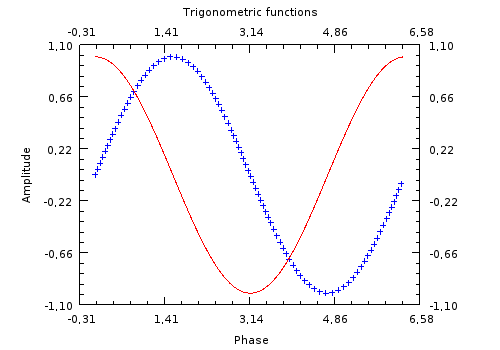 Trigonometric functions
-0,31 1,41 3,14 4,86 6,58
1,10 1,10
0,66 0,66
0,22 0,22
Amplitude
-0,22 -0,22
-0,66 -0,66
-1,10 -1,10
-0,31 1,41 3,14 4,86 6,58
Phase